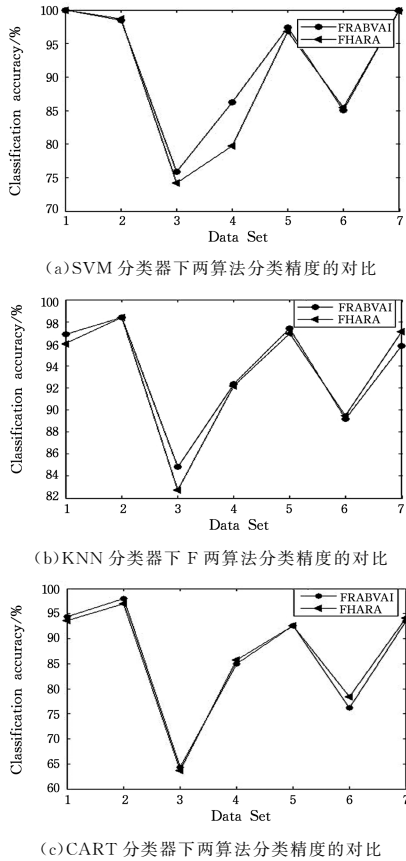 100
95
90
85
80
75
70
Classification accuracy/%
FRABVAI
FHARA
1 2 3 4 5 6 7
Data Set
(a)SVM 分类器下两算法分类精度的对比
100
98
96
94
92
90
88
86
84
82
Classification accuracy/%
FRABVAI
FHARA
1 2 3 4 5 6 7
Data Set
(b)KNN 分类器下 F 两算法分类精度的对比
100
95
90
85
80
75
70
65
60
Classification accuracy/%
FRABVAI
FHARA
1 2 3 4 5 6 7
Data Set
(c)CART 分类器下两算法分类精度的对比